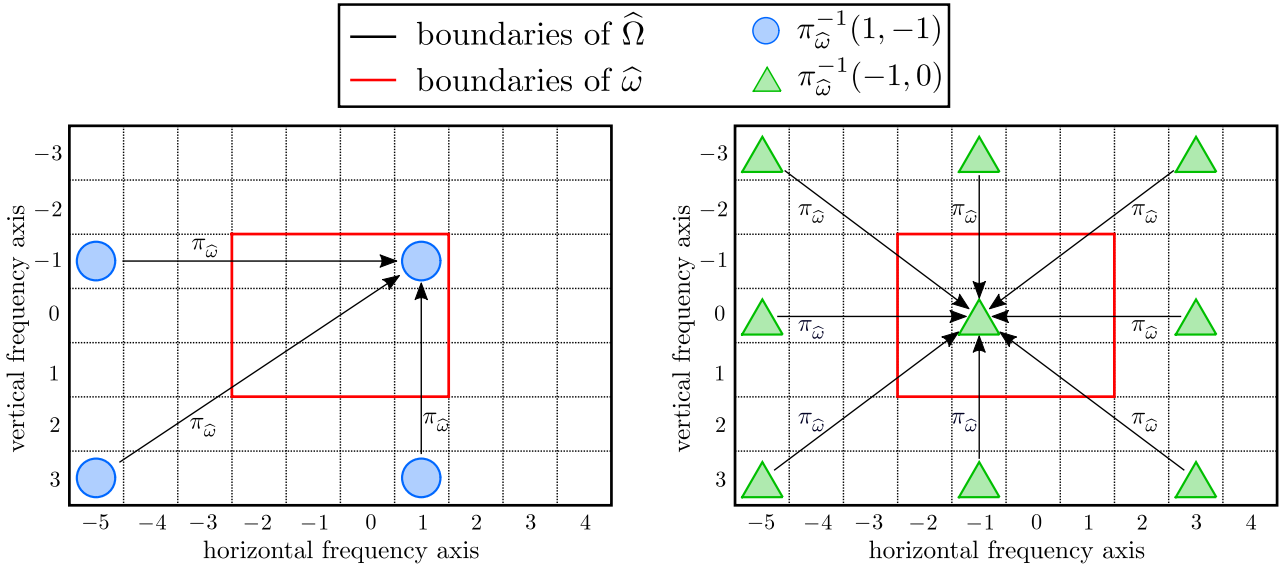 boundaries of Ω̂ π_ω̂^{-1}(1, −1)
boundaries of ω̂ π_ω̂^{-1}(−1, 0)
vertical frequency axis
−3
−2
−1
0
1
2
3
π_ω̂
π_ω̂
π_ω̂
−5 −4 −3 −2 −1 0 1 2 3 4
horizontal frequency axis
vertical frequency axis
−3
−2
−1
0
1
2
3
π_ω̂ π_ω̂ π_ω̂
π_ω̂ π_ω̂
π_ω̂ π_ω̂ π_ω̂
−5 −4 −3 −2 −1 0 1 2 3 4
horizontal frequency axis